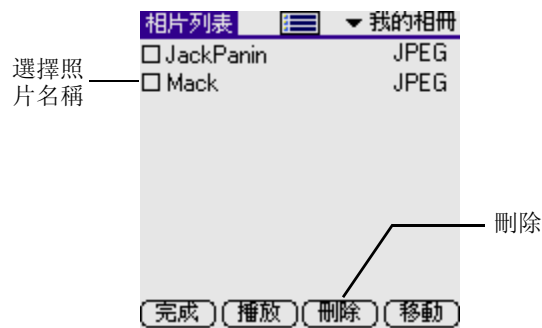 相片列表 我的相冊
JackPanin JPEG
Mack JPEG
選擇照
片名稱
刪除
完成 播放 刪除 移動